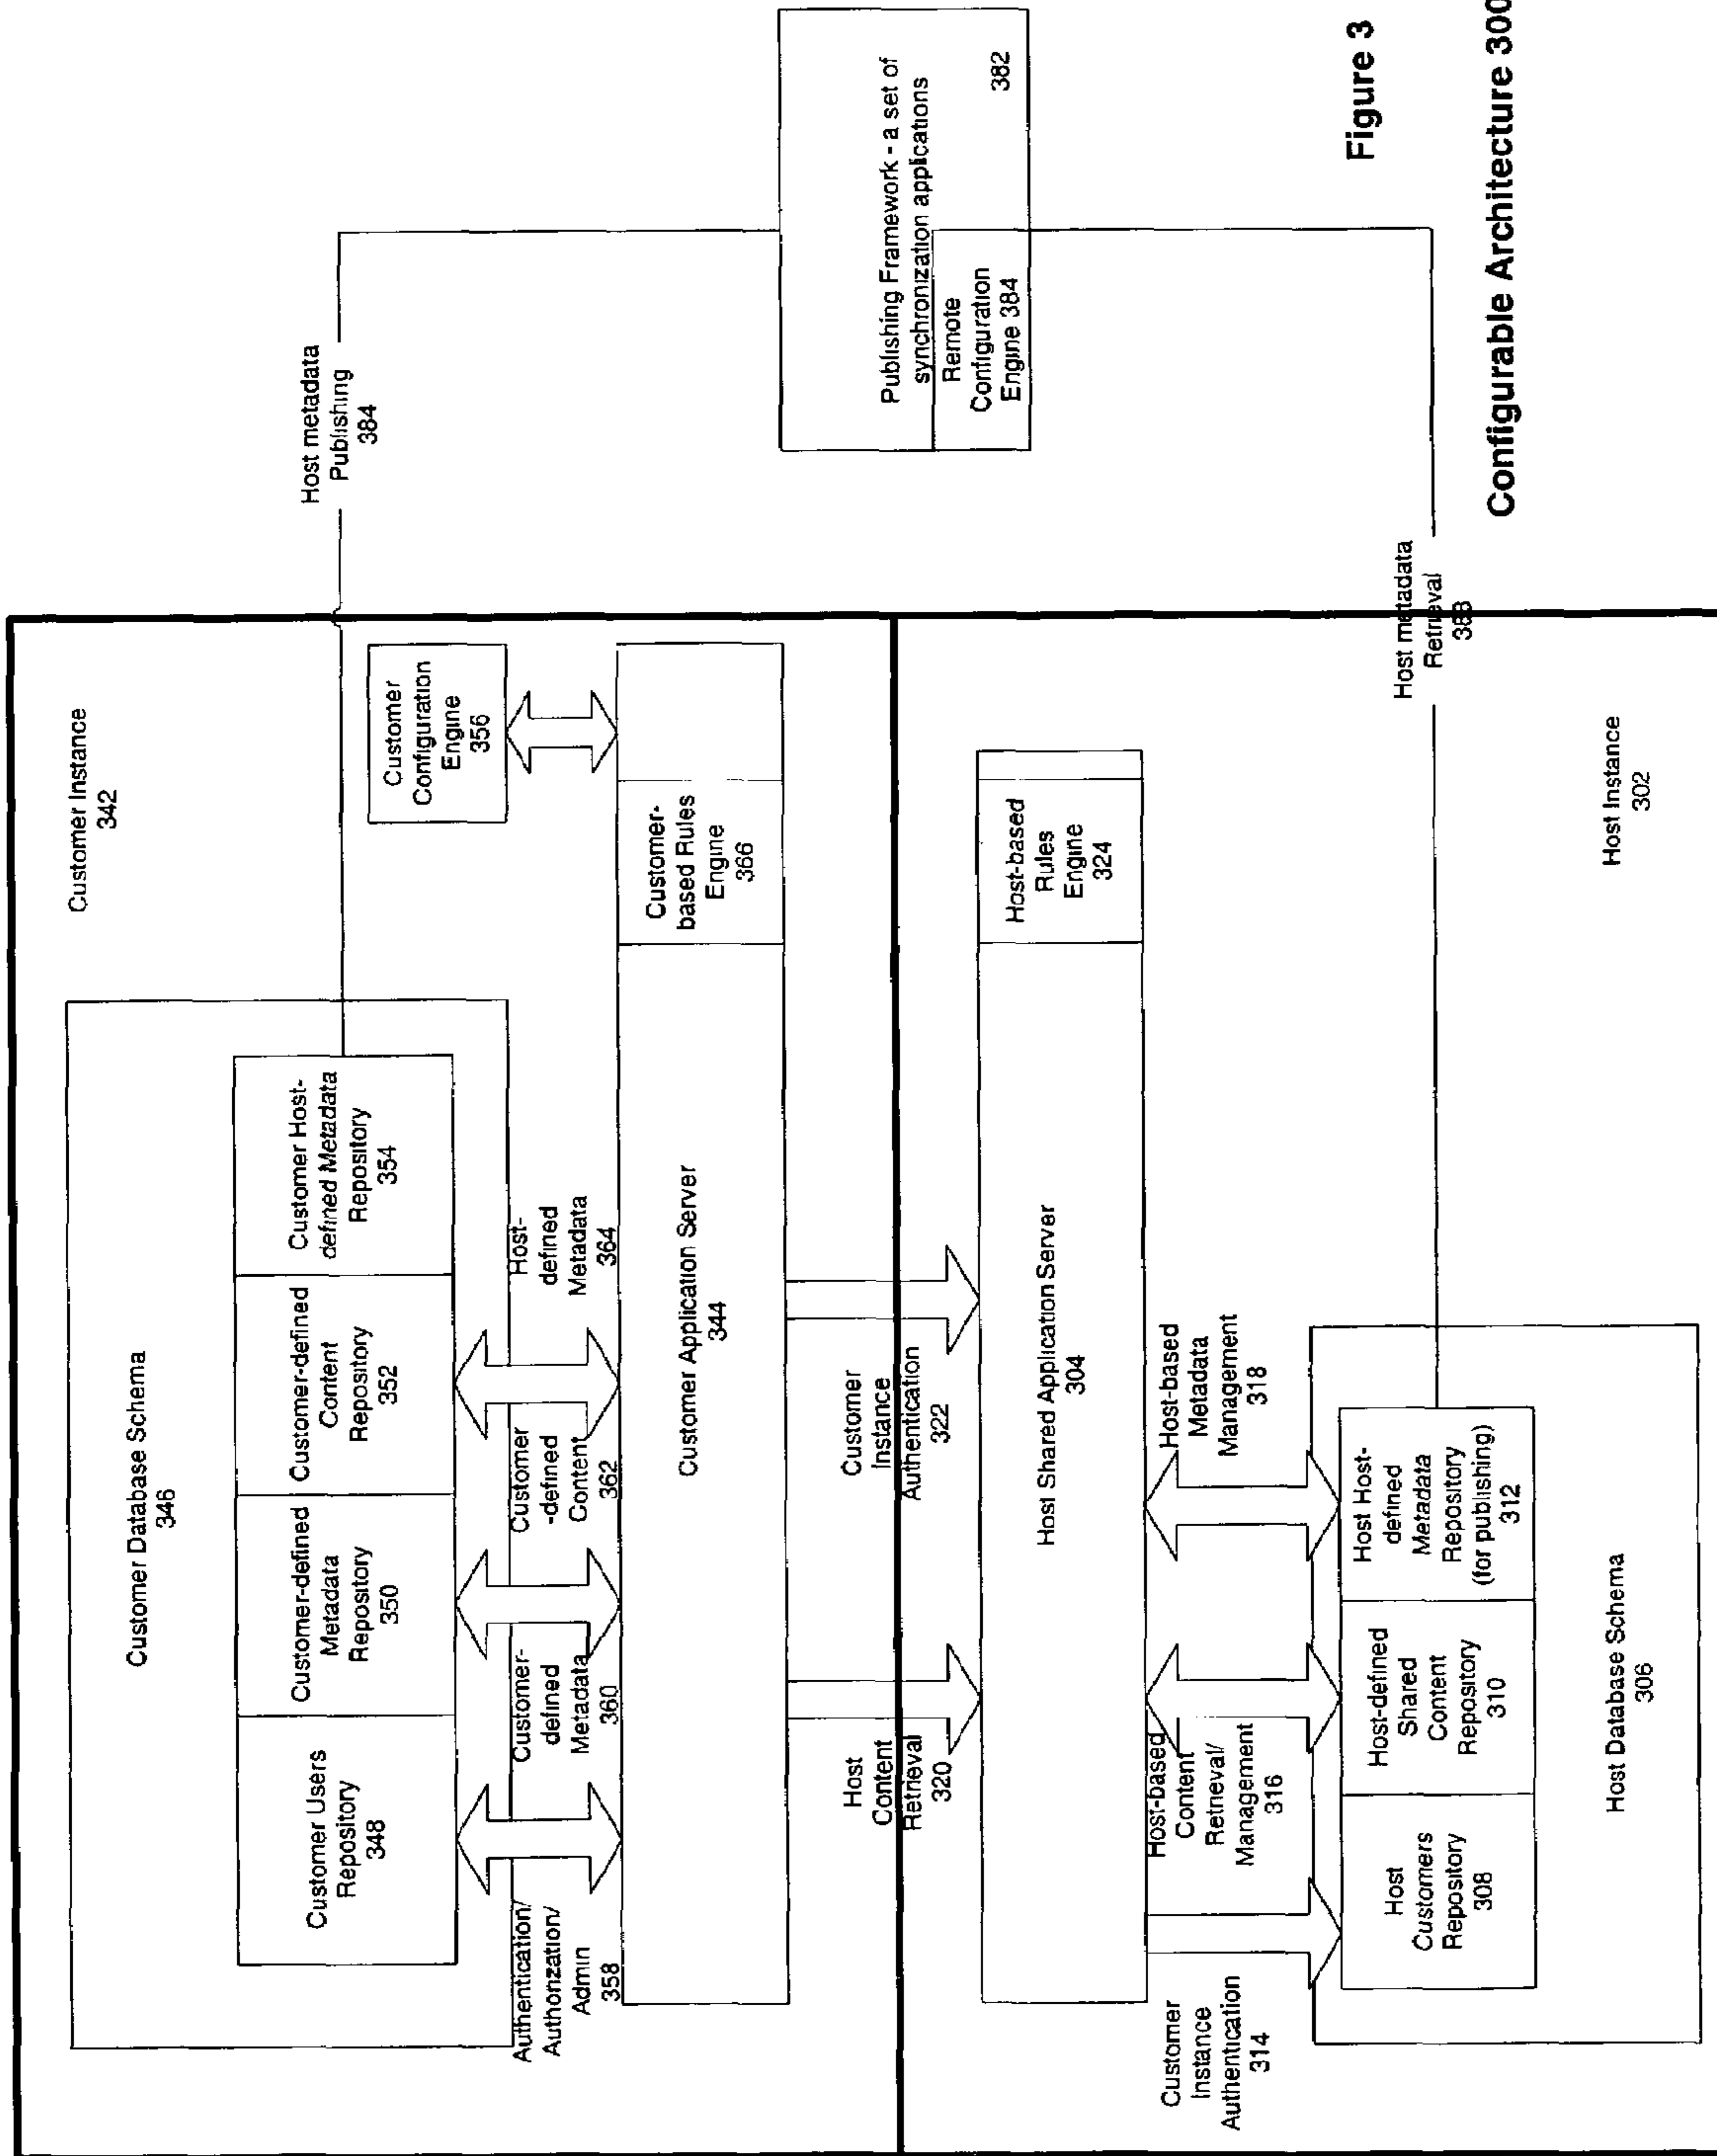 Customer Instance
342
Customer Database Schema
346
Customer Users
Repository
348
Customer-defined
Metadata
Repository
350
Customer-defined
Content
Repository
352
Customer Host-
defined Metadata
Repository
354
Customer
Configuration
Engine
356
Authentication/
Authorization/
Admin
358
Customer-
defined
Metadata
360
Customer
-defined
Content
362
Host-
defined
Metadata
364
Customer Application Server
344
Customer-
based Rules
Engine
366
Host
Content
Retrieval
320
Customer
Instance
Authentication
322
Host Shared Application Server
304
Host-based
Rules
Engine
324
Customer
Instance
Authentication
314
Host-based
Content
Retrieval/
Management
316
Host-based
Metadata
Management
318
Host
Customers
Repository
308
Host-defined
Shared
Content
Repository
310
Host Host-
defined
Metadata
Repository
(for publishing)
312
Host Database Schema
306
Host Instance
302
Host metadata
Publishing
384
Publishing Framework - a set of
synchronization applications
382
Remote
Configuration
Engine 384
Host metadata
Retrieval
Figure 3
Configurable Architecture 300